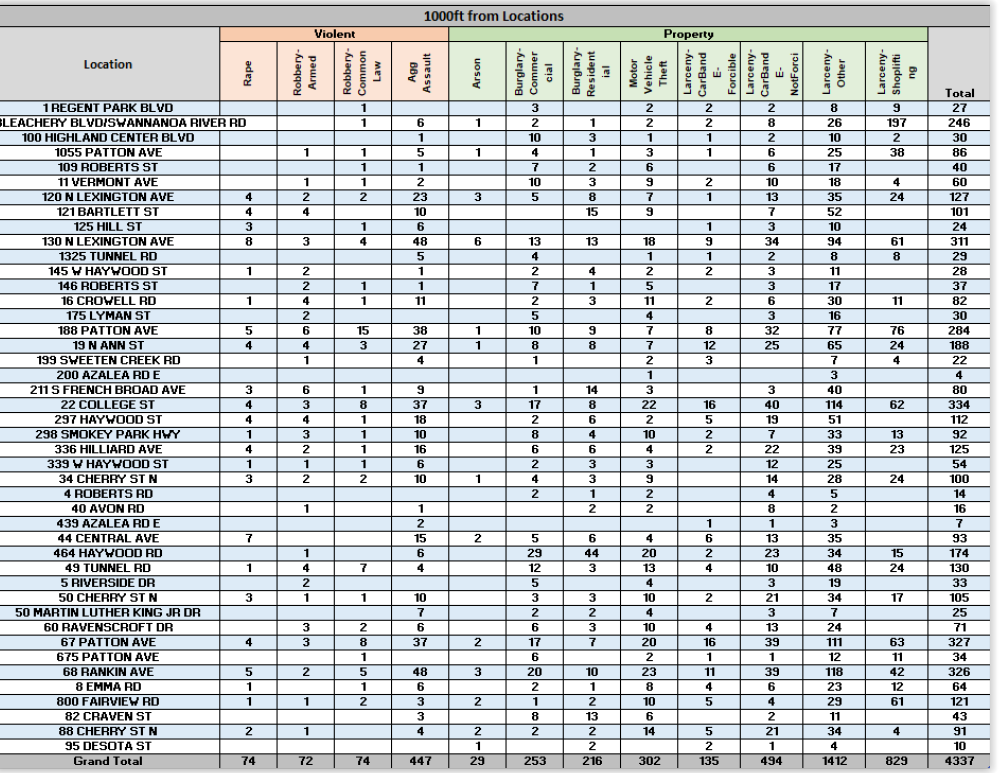 1000ft from Locations
Violent Property
Location Rape Robbery-Armed Robbery-Common Law Agg Assault Arson Burglary-Commercial Burglary-Residential Motor Vehicle Theft Larceny-CarBandE-Forcible Larceny-CarBandE-NotForci Larceny-Other Larceny-Shoplifting Total
1 REGENT PARK BLVD 1 3 2 2 2 8 9 27
BLEACHERY BLVD/SWANNANOA RIVER RD 1 6 1 2 1 2 2 8 26 197 246
100 HIGHLAND CENTER BLVD 1 10 3 1 1 2 10 2 30
1055 PATTON AVE 1 1 5 1 4 1 3 1 6 25 38 86
109 ROBERTS ST 1 1 7 2 6 6 17 40
11 VERMONT AVE 1 1 2 10 3 9 2 10 18 4 60
120 N LEXINGTON AVE 4 2 2 23 3 5 8 7 1 13 35 24 127
121 BARTLETT ST 4 4 10 15 9 7 52 101
125 HILL ST 3 1 6 1 3 10 24
130 N LEXINGTON AVE 8 3 4 48 6 13 13 18 9 34 94 61 311
1325 TUNNEL RD 5 4 1 1 2 8 8 29
145 W HAYWOOD ST 1 2 1 2 4 2 2 3 11 28
146 ROBERTS ST 2 1 1 7 1 5 3 17 37
16 CROWELL RD 1 4 1 11 2 3 11 2 6 30 11 82
175 LYMAN ST 2 5 4 3 16 30
188 PATTON AVE 5 6 15 38 1 10 9 7 8 32 77 76 284
19 N ANN ST 4 4 3 27 1 8 8 7 12 25 65 24 188
199 SWEETEN CREEK RD 1 4 1 2 3 7 4 22
200 AZALEA RD E 1 3 4
211 S FRENCH BROAD AVE 3 6 1 9 1 14 3 3 40 80
22 COLLEGE ST 4 3 8 37 3 17 8 22 16 40 114 62 334
297 HAYWOOD ST 4 4 1 18 2 6 2 5 19 51 112
298 SMOKEY PARK HWY 1 3 1 10 8 4 10 2 7 33 13 92
336 HILLIARD AVE 4 2 1 16 6 6 4 2 22 39 23 125
339 W HAYWOOD ST 1 1 1 6 2 3 3 12 25 54
34 CHERRY ST N 3 2 2 10 1 4 3 9 14 28 24 100
4 ROBERTS RD 2 1 2 4 5 14
40 AVON RD 1 1 2 2 8 2 16
439 AZALEA RD E 2 1 1 3 7
44 CENTRAL AVE 7 15 2 5 6 4 6 13 35 93
464 HAYWOOD RD 1 6 29 44 20 2 23 34 15 174
49 TUNNEL RD 1 4 7 4 12 3 13 4 10 48 24 130
5 RIVERSIDE DR 2 5 4 3 19 33
50 CHERRY ST N 3 1 1 10 3 3 10 2 21 34 17 105
50 MARTIN LUTHER KING JR DR 7 2 2 4 3 7 25
60 RAVENSCROFT DR 3 2 6 6 3 10 4 13 24 71
67 PATTON AVE 4 3 8 37 2 17 7 20 16 39 111 63 327
675 PATTON AVE 1 6 2 1 1 12 11 34
68 RANKIN AVE 5 2 5 48 3 20 10 23 11 39 118 42 326
8 EMMA RD 1 1 6 2 1 8 4 6 23 12 64
800 FAIRVIEW RD 1 1 2 3 2 1 2 10 5 4 29 61 121
82 CRAVEN ST 3 8 13 6 2 11 43
88 CHERRY ST N 2 1 4 2 2 2 14 5 21 34 4 91
95 DESOTA ST 1 2 2 1 4 10
Grand Total 74 72 74 447 29 253 216 302 135 494 1412 829 4337